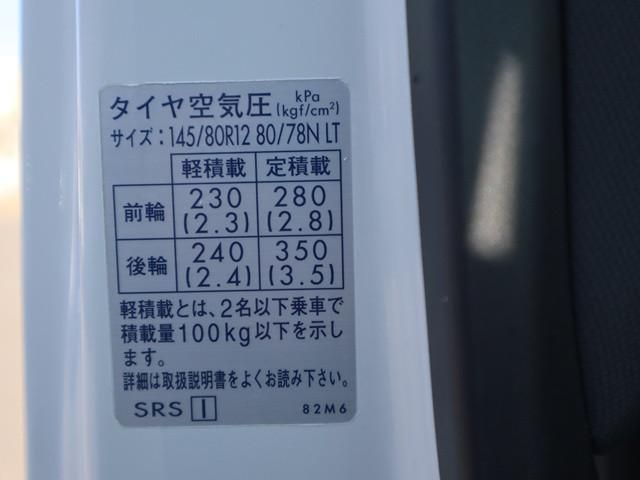 タイヤ空気圧 kPa (kgf/cm²)
サイズ：145/80R12 80/78N LT
軽積載 定積載
前輪 230 (2.3) 280 (2.8)
後輪 240 (2.4) 350 (3.5)
軽積載とは、2名以下乗車で
積載量100kg以下を示し
ます。
詳細は取扱説明書をよくお読み下さい。
SRS I 82M6